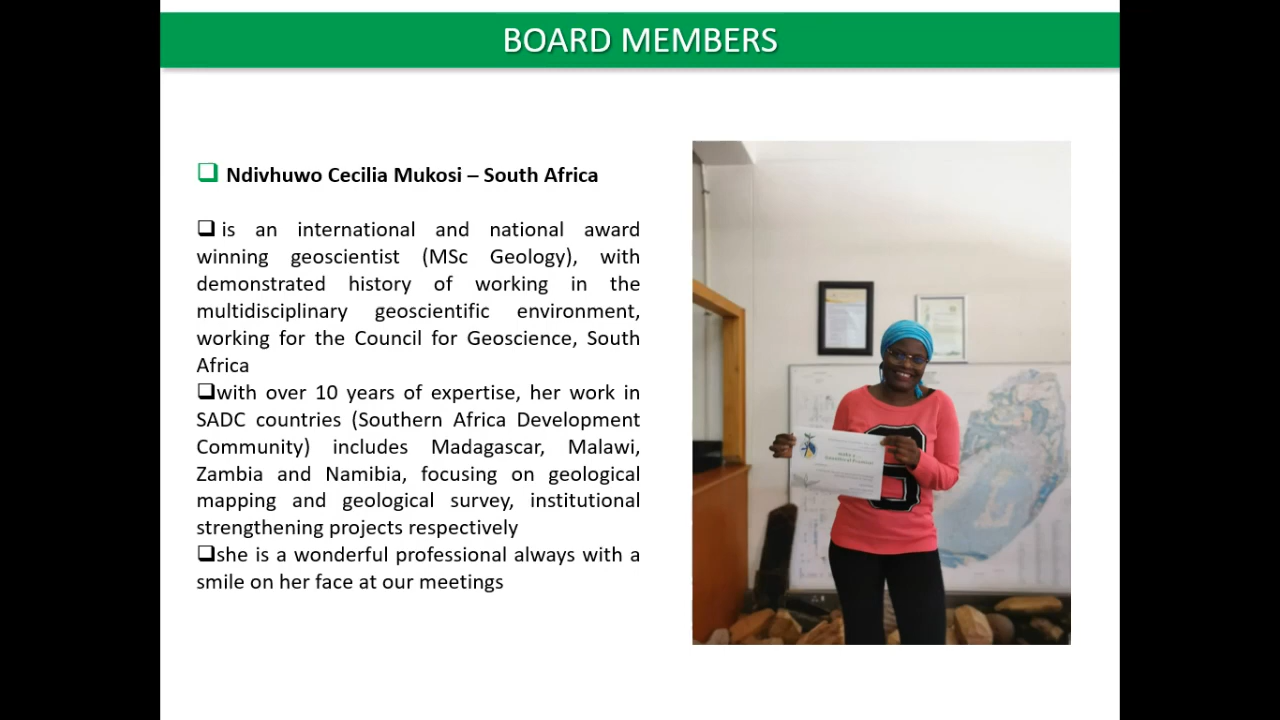 BOARD MEMBERS
❑ Ndivhuwo Cecilia Mukosi – South Africa
❑ is an international and national award
winning geoscientist (MSc Geology), with
demonstrated history of working in the
multidisciplinary geoscientific environment,
working for the Council for Geoscience, South
Africa
❑with over 10 years of expertise, her work in
SADC countries (Southern Africa Development
Community) includes Madagascar, Malawi,
Zambia and Namibia, focusing on geological
mapping and geological survey, institutional
strengthening projects respectively
❑she is a wonderful professional always with a
smile on her face at our meetings